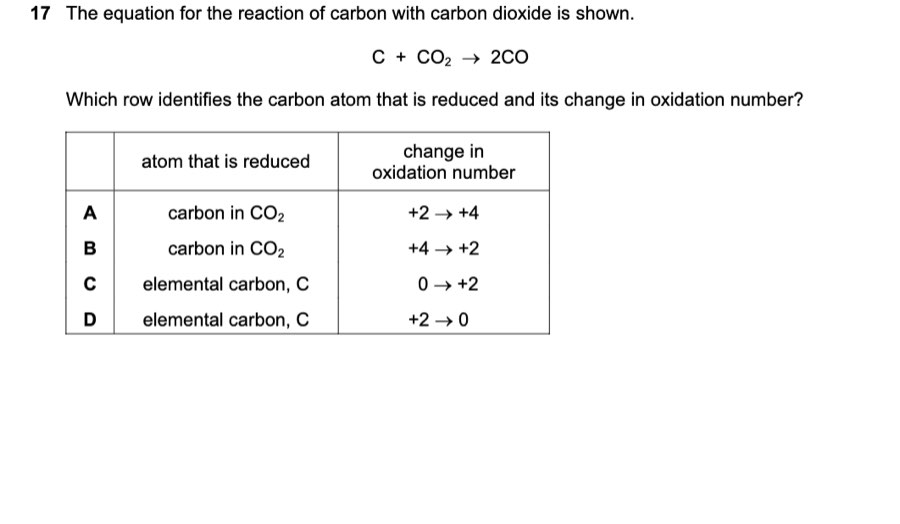 17 The equation for the reaction of carbon with carbon dioxide is shown.
C + CO₂ → 2CO
Which row identifies the carbon atom that is reduced and its change in oxidation number?
atom that is reduced change in oxidation number
A carbon in CO₂ +2 → +4
B carbon in CO₂ +4 → +2
C elemental carbon, C 0 → +2
D elemental carbon, C +2 → 0